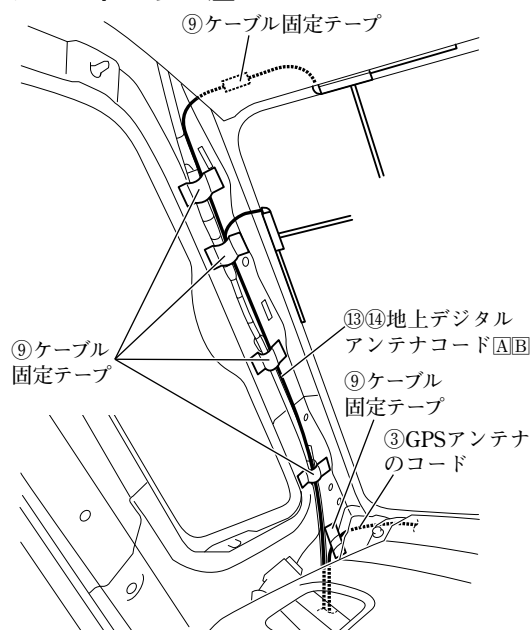 ⑨ケーブル固定テープ
⑬⑭地上デジタル
アンテナコードAB
⑨ケーブル
固定テープ
⑨ケーブル
固定テープ
③GPSアンテナ
のコード